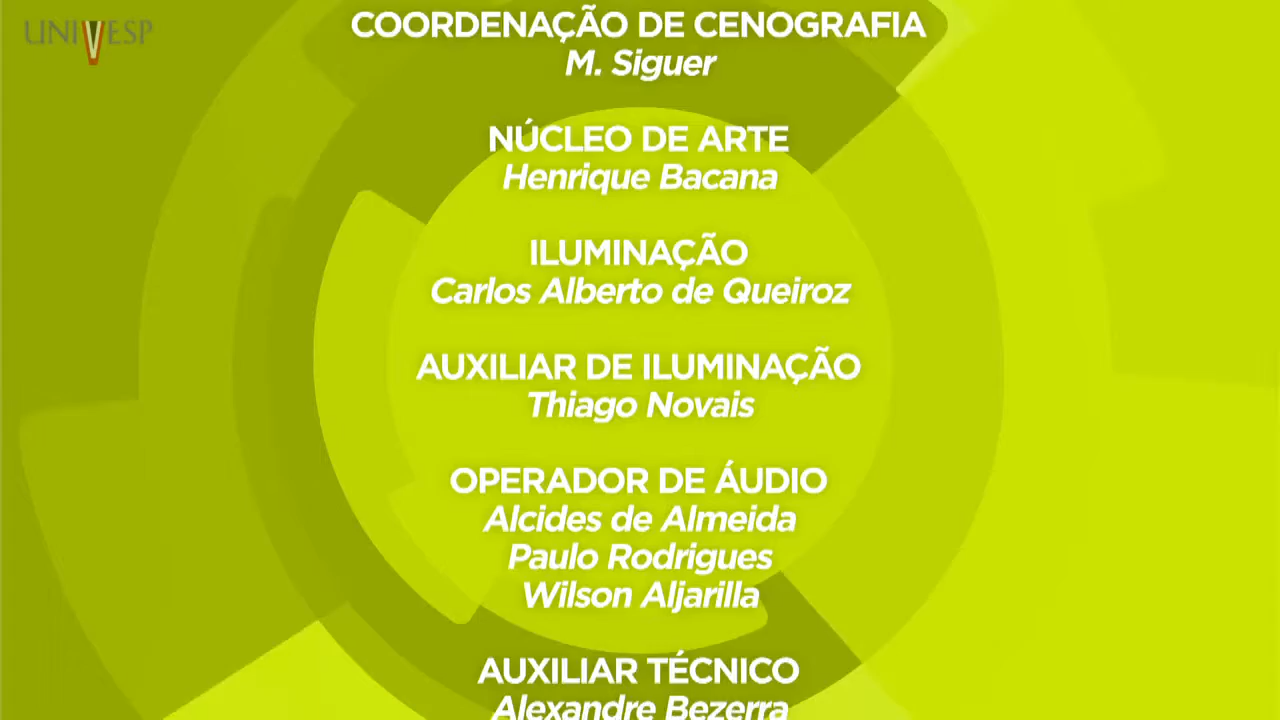 UNIVESP
COORDENAÇÃO DE CENOGRAFIA
M. Siguer
NÚCLEO DE ARTE
Henrique Bacana
ILUMINAÇÃO
Carlos Alberto de Queiroz
AUXILIAR DE ILUMINAÇÃO
Thiago Novais
OPERADOR DE ÁUDIO
Alcides de Almeida
Paulo Rodrigues
Wilson Aljarilla
AUXILIAR TÉCNICO
Alexandre Bezerra